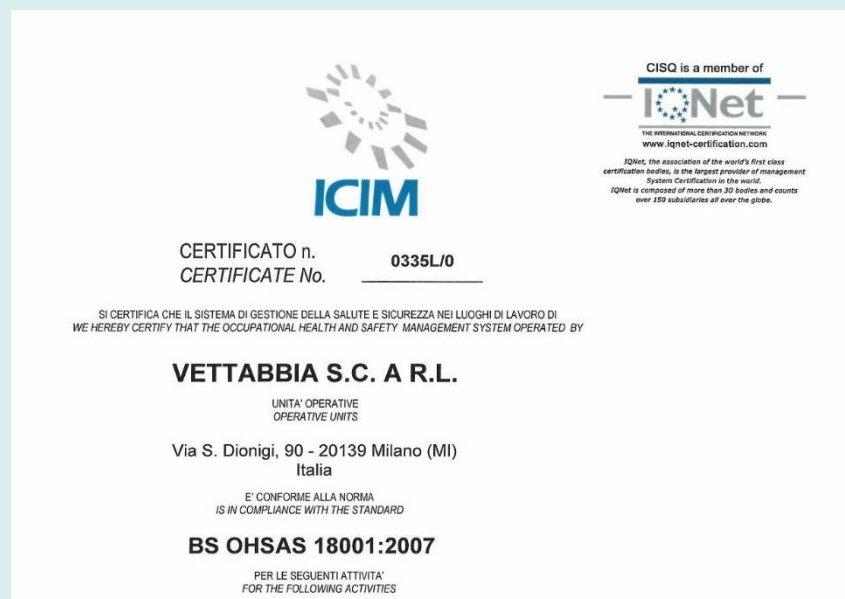 ICIM
CISQ is a member of
IQNet
THE INTERNATIONAL CERTIFICATION NETWORK
www.iqnet-certification.com
IQNet, the association of the world's first class
certification bodies, is the largest provider of management
System Certification in the world.
IQNet is composed of more than 30 bodies and counts
over 150 subsidiaries all over the globe.
CERTIFICATO n.
CERTIFICATE No.
0335L/0
SI CERTIFICA CHE IL SISTEMA DI GESTIONE DELLA SALUTE E SICUREZZA NEI LUOGHI DI LAVORO DI
WE HEREBY CERTIFY THAT THE OCCUPATIONAL HEALTH AND SAFETY MANAGEMENT SYSTEM OPERATED BY
VETTABBIA S.C. A R.L.
UNITA' OPERATIVE
OPERATIVE UNITS
Via S. Dionigi, 90 - 20139 Milano (MI)
Italia
E' CONFORME ALLA NORMA
IS IN COMPLIANCE WITH THE STANDARD
BS OHSAS 18001:2007
PER LE SEGUENTI ATTIVITA'
FOR THE FOLLOWING ACTIVITIES